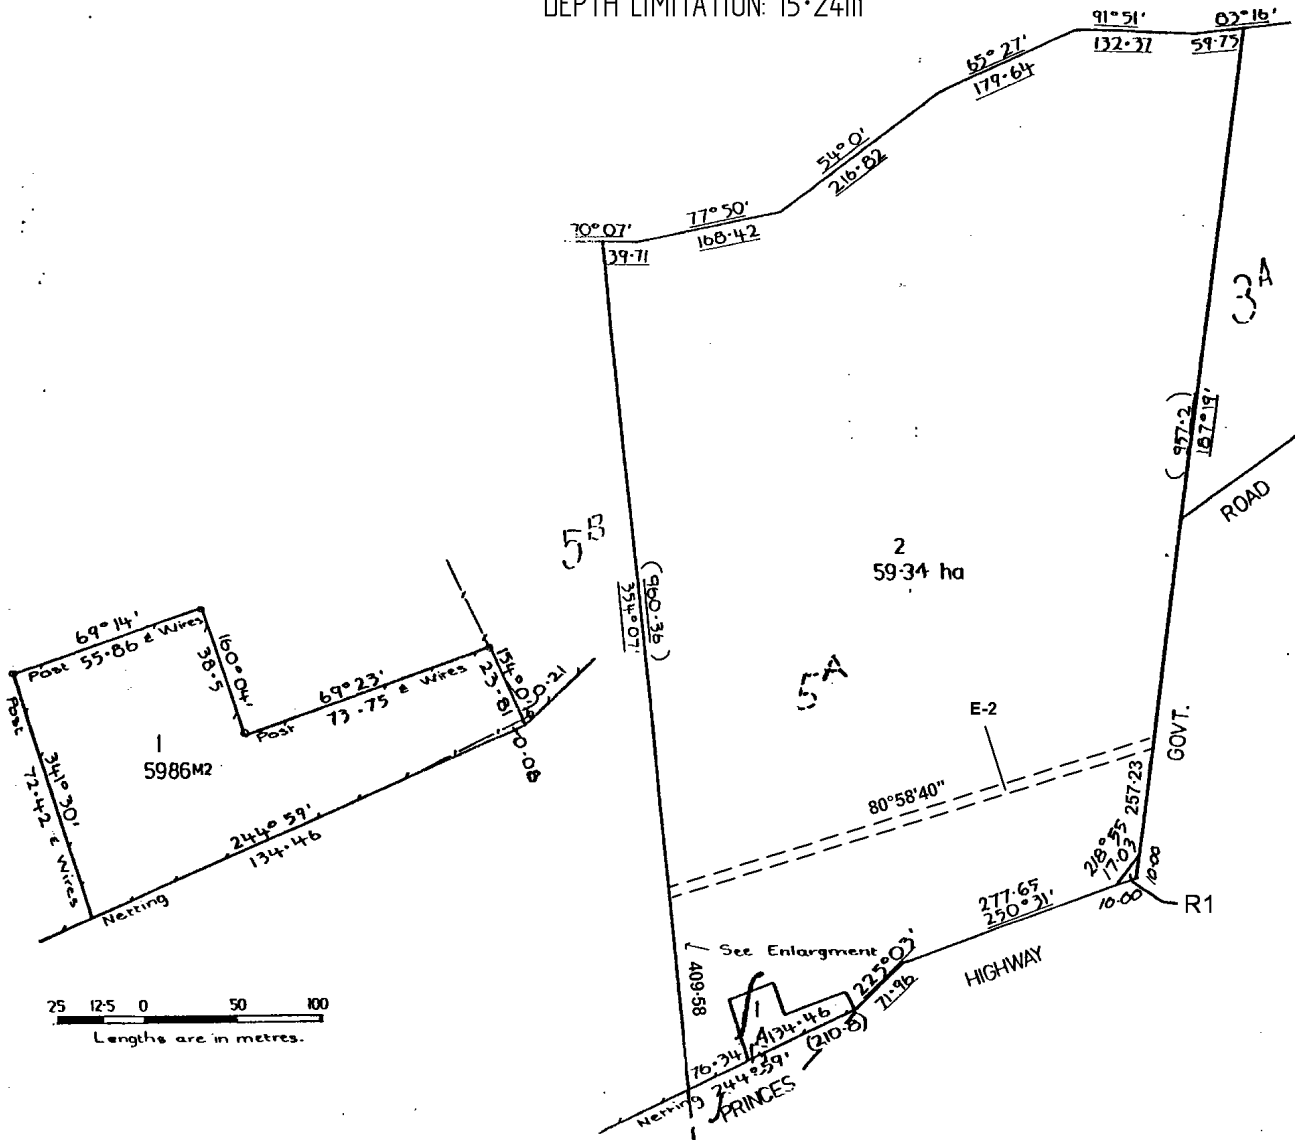 DEPTH LIMITATION: 15·24m
91°51'
132·37
83°16'
59·75
65°27'
179·64
54°0'
216·82
77°50'
168·42
70°07'
39·71
3A
(957·2)
187°19'
ROAD
5B
(960·36)
354°07'
2
59·34 ha
5A
E-2
80°58'40"
GOVT.
257·23
218°55
17·03
10·00
10·00
R1
277·65
250°31'
HIGHWAY
225°03'
71·96
See Enlargment
409·58
1
134·46
(210·8)
76·34
244°59'
PRINCES
Netting
69°14'
Post 55·86 & Wires
160°04'
38·5
69°23'
Post 73·75 & Wires
154°0'
23·81
0·21
0·08
1
5986M2
Post
341°30'
72·42 & Wires
244°59'
134·46
Netting
25 12·5 0 50 100
Lengths are in metres.